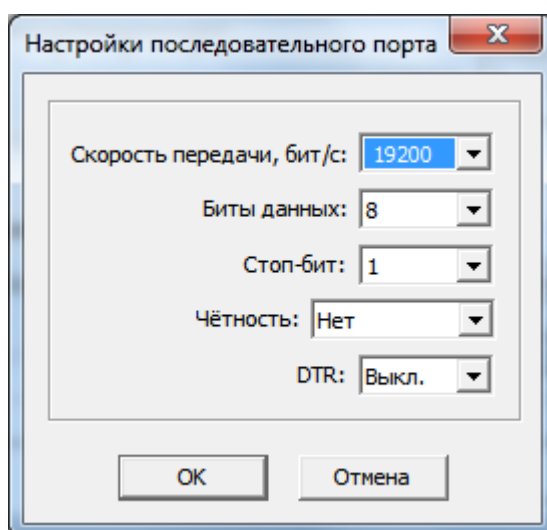 Настройки последовательного порта
Скорость передачи, бит/с: 19200
Биты данных: 8
Стоп-бит: 1
Чётность: Нет
DTR: Выкл.
OK Отмена